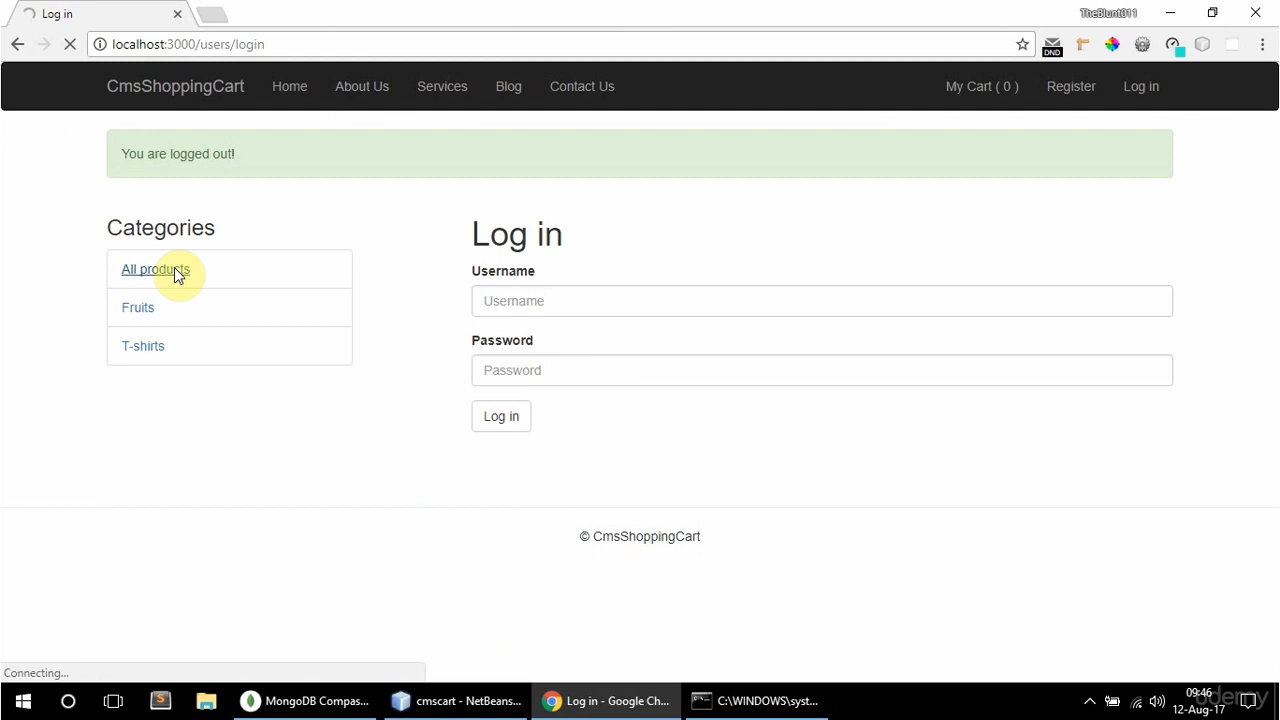 Log in
TheBlunt011
localhost:3000/users/login
DND
CmsShoppingCart Home About Us Services Blog Contact Us My Cart ( 0 ) Register Log in
You are logged out!
Categories
All products
Fruits
T-shirts
Log in
Username
Username
Password
Password
Log in
© CmsShoppingCart
Connecting...
MongoDB Compas... cmscart - NetBeans... Log in - Google Ch... C:\WINDOWS\syst...
09:46
12-Aug-17
udemy